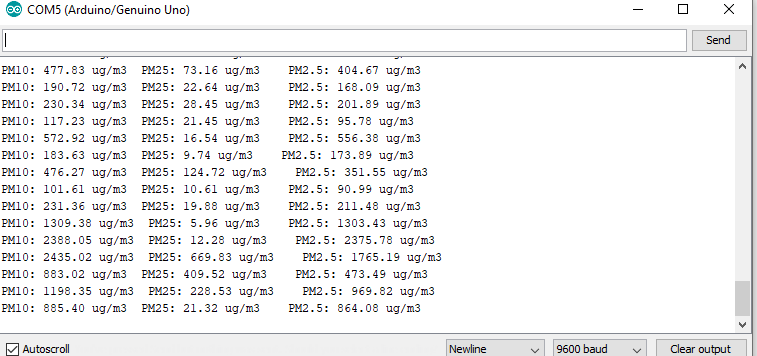 COM5 (Arduino/Genuino Uno)
Send
PM10: 477.83 ug/m3 PM25: 73.16 ug/m3 PM2.5: 404.67 ug/m3
PM10: 190.72 ug/m3 PM25: 22.64 ug/m3 PM2.5: 168.09 ug/m3
PM10: 230.34 ug/m3 PM25: 28.45 ug/m3 PM2.5: 201.89 ug/m3
PM10: 117.23 ug/m3 PM25: 21.45 ug/m3 PM2.5: 95.78 ug/m3
PM10: 572.92 ug/m3 PM25: 16.54 ug/m3 PM2.5: 556.38 ug/m3
PM10: 183.63 ug/m3 PM25: 9.74 ug/m3 PM2.5: 173.89 ug/m3
PM10: 476.27 ug/m3 PM25: 124.72 ug/m3 PM2.5: 351.55 ug/m3
PM10: 101.61 ug/m3 PM25: 10.61 ug/m3 PM2.5: 90.99 ug/m3
PM10: 231.36 ug/m3 PM25: 19.88 ug/m3 PM2.5: 211.48 ug/m3
PM10: 1309.38 ug/m3 PM25: 5.96 ug/m3 PM2.5: 1303.43 ug/m3
PM10: 2388.05 ug/m3 PM25: 12.28 ug/m3 PM2.5: 2375.78 ug/m3
PM10: 2435.02 ug/m3 PM25: 669.83 ug/m3 PM2.5: 1765.19 ug/m3
PM10: 883.02 ug/m3 PM25: 409.52 ug/m3 PM2.5: 473.49 ug/m3
PM10: 1198.35 ug/m3 PM25: 228.53 ug/m3 PM2.5: 969.82 ug/m3
PM10: 885.40 ug/m3 PM25: 21.32 ug/m3 PM2.5: 864.08 ug/m3
Autoscroll Newline 9600 baud Clear output